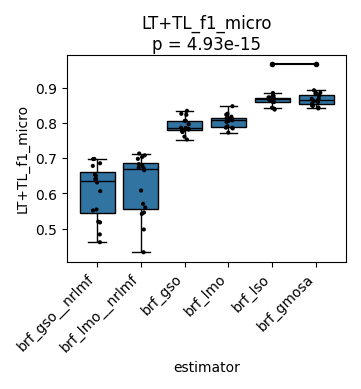 LT+TL_f1_micro
p = 4.93e-15
LT+TL_f1_micro
0.9
0.8
0.7
0.6
0.5
brf_gso__nrlmf
brf_lmo__nrlmf
brf_gso
brf_lmo
brf_lso
brf_gmosa
estimator